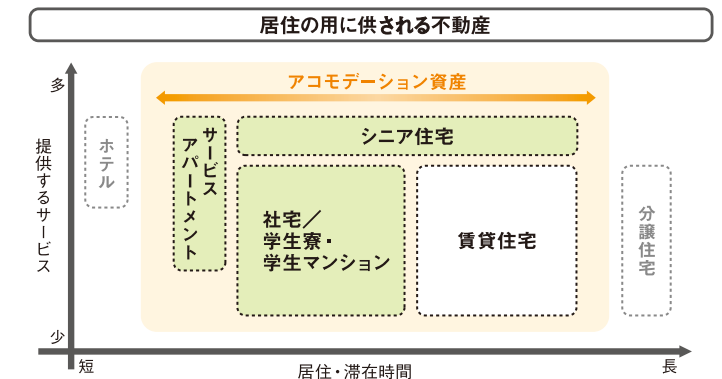 居住の用に供される不動産
アコモデーション資産
多
提供するサービス
少
ホテル
サービス
アパートメント
シニア住宅
社宅／
学生寮・
学生マンション
賃貸住宅
分譲住宅
短
居住・滞在時間
長